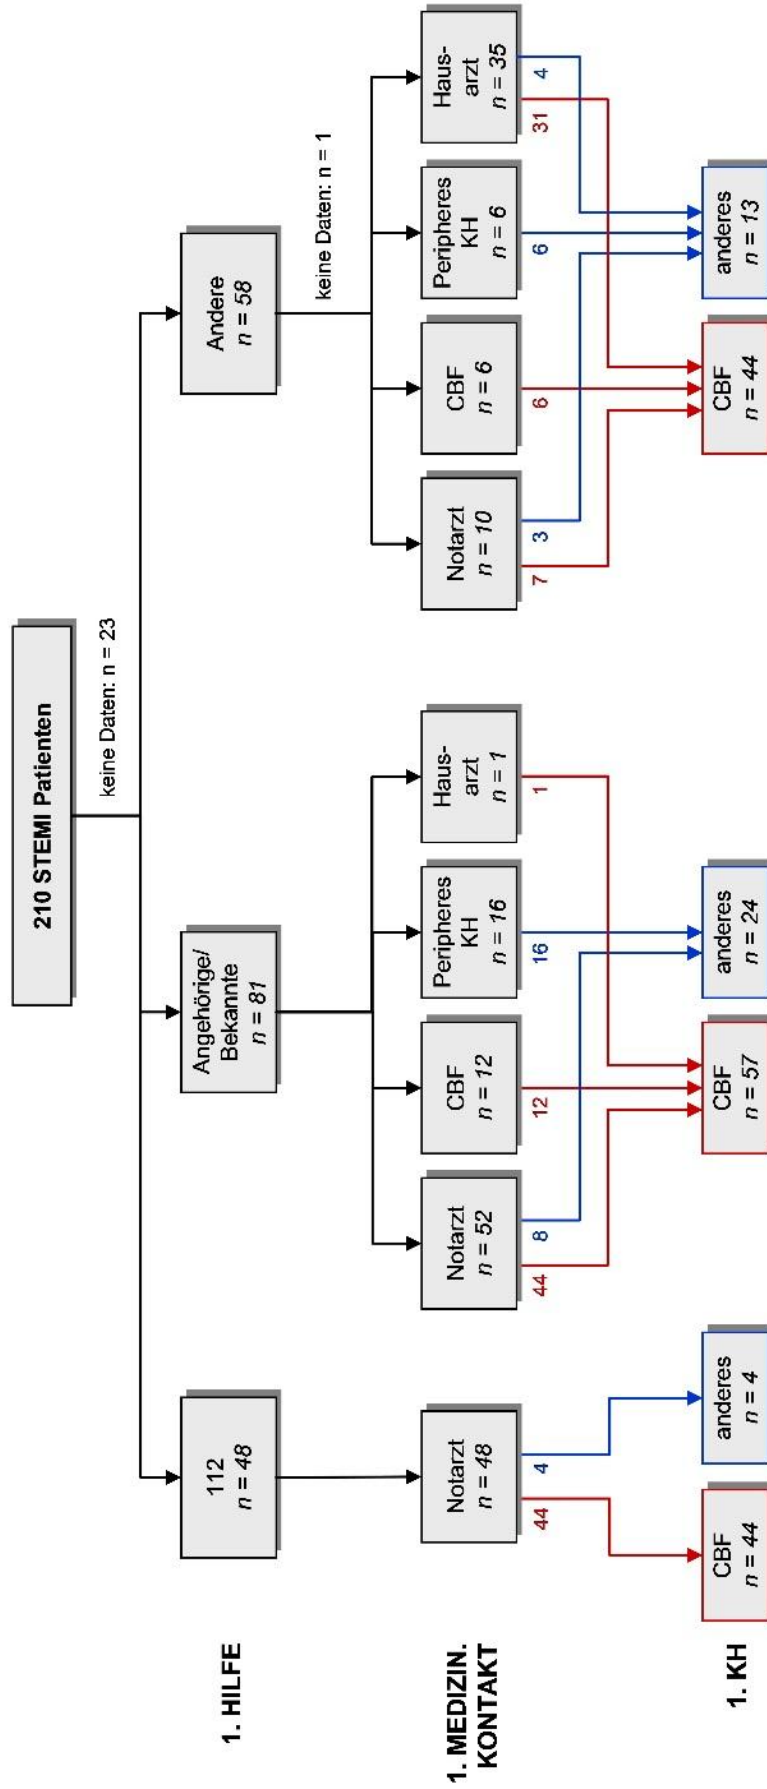 210 STEMI Patienten
keine Daten: n = 23
1. HILFE
112
n = 48
Angehörige/
Bekannte
n = 81
Andere
n = 58
keine Daten: n = 1
1. MEDIZIN.
KONTAKT
Notarzt
n = 48
Notarzt
n = 52
CBF
n = 12
Peripheres
KH
n = 16
Haus-
arzt
n = 1
Notarzt
n = 10
CBF
n = 6
Peripheres
KH
n = 6
Haus-
arzt
n = 35
44
4
44
8
12
16
1
7
3
6
6
31
4
1. KH
CBF
n = 44
anderes
n = 4
CBF
n = 57
anderes
n = 24
CBF
n = 44
anderes
n = 13